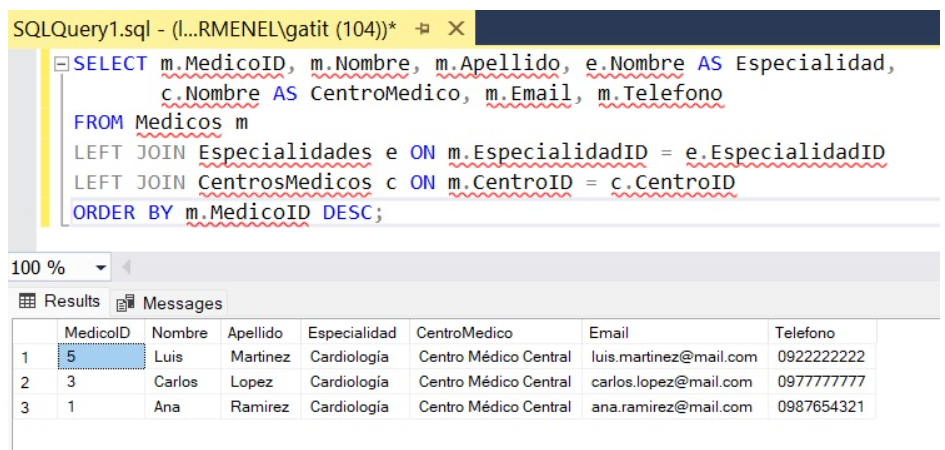 SQLQuery1.sql - (l...RMENEL\gatit (104))*
SELECT m.MedicoID, m.Nombre, m.Apellido, e.Nombre AS Especialidad,
c.Nombre AS CentroMedico, m.Email, m.Telefono
FROM Medicos m
LEFT JOIN Especialidades e ON m.EspecialidadID = e.EspecialidadID
LEFT JOIN CentrosMedicos c ON m.CentroID = c.CentroID
ORDER BY m.MedicoID DESC;
100 %
Results Messages
MedicoID Nombre Apellido Especialidad CentroMedico Email Telefono
1 5 Luis Martinez Cardiología Centro Médico Central luis.martinez@mail.com 0922222222
2 3 Carlos Lopez Cardiología Centro Médico Central carlos.lopez@mail.com 0977777777
3 1 Ana Ramirez Cardiología Centro Médico Central ana.ramirez@mail.com 0987654321